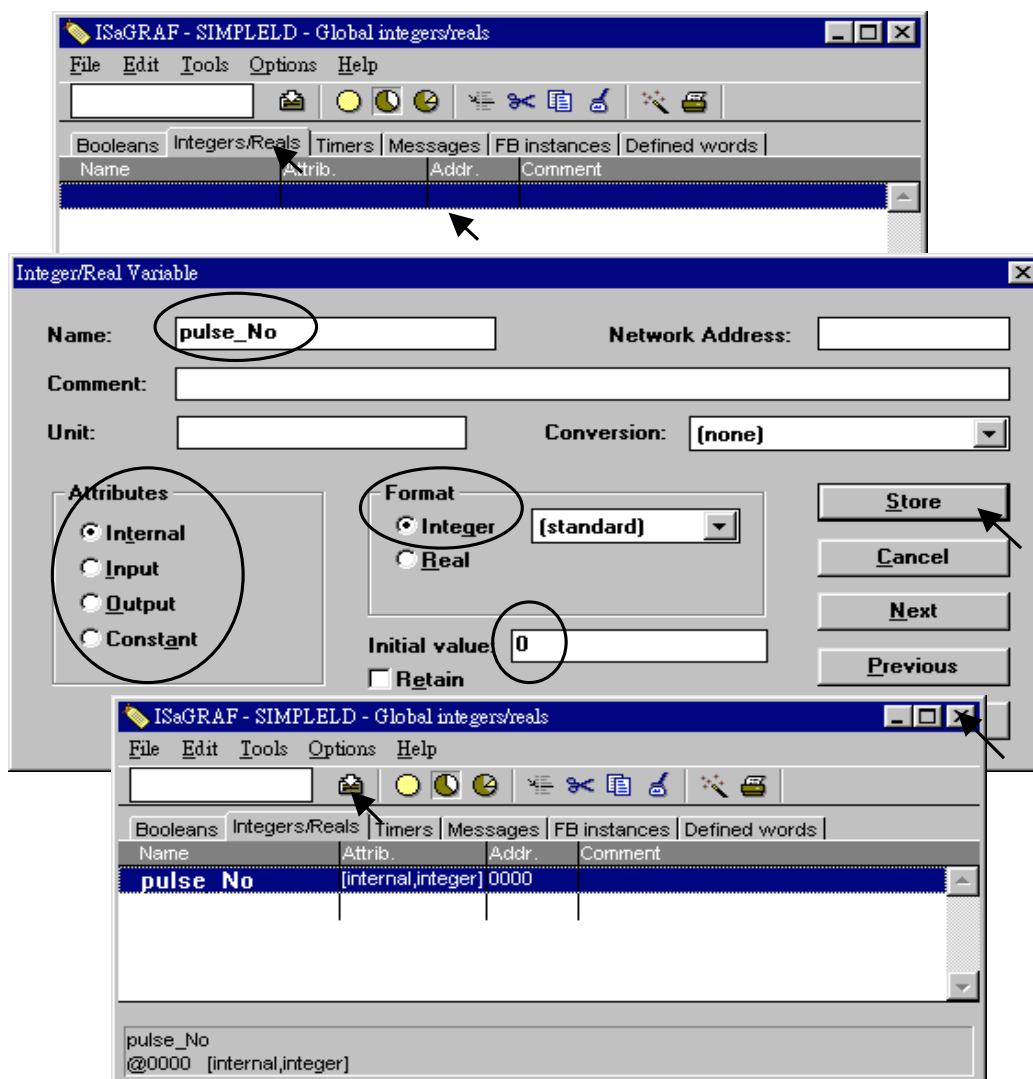 ISaGRAF - SIMPLELD - Global integers/reals
File Edit Tools Options Help
Booleans Integers/Reals Timers Messages FB instances Defined words
Name Attrib. Addr. Comment
Integer/Real Variable
Name: pulse_No Network Address:
Comment:
Unit: Conversion: (none)
Attributes Format
Internal Integer (standard) Store
Input Real Cancel
Output Next
Constant Initial value: 0
Retain Previous
ISaGRAF - SIMPLELD - Global integers/reals
File Edit Tools Options Help
Booleans Integers/Reals Timers Messages FB instances Defined words
Name Attrib. Addr. Comment
pulse_No [internal,integer] 0000
pulse_No
@0000 [internal,integer]